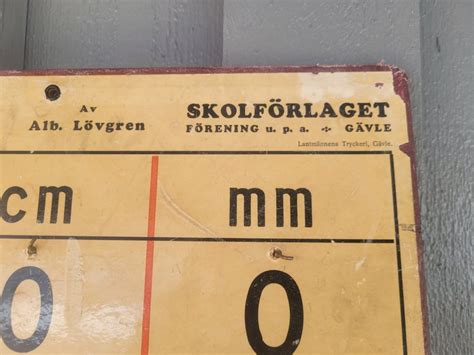 Av
Alb. Lövgren
SKOLFÖRLAGET
FÖRENING u. p. a. + GÄVLE
Lantmännens Tryckeri, Gävle.
cm mm
0 0